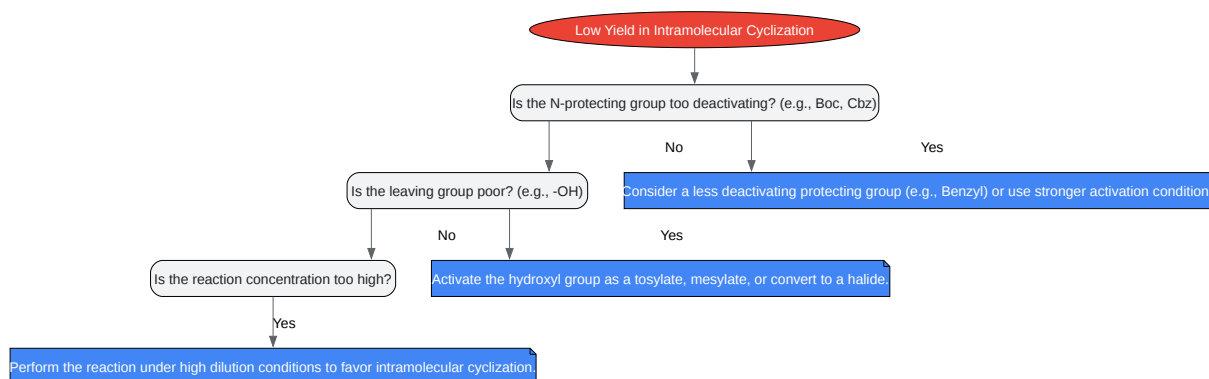 Low Yield in Intramolecular Cyclization
Is the N-protecting group too deactivating? (e.g., Boc, Cbz)
No
Yes
Is the leaving group poor? (e.g., -OH)
Consider a less deactivating protecting group (e.g., Benzyl) or use stronger activation condition
No
Yes
Is the reaction concentration too high?
Activate the hydroxyl group as a tosylate, mesylate, or convert to a halide.
Yes
Perform the reaction under high dilution conditions to favor intramolecular cyclization.